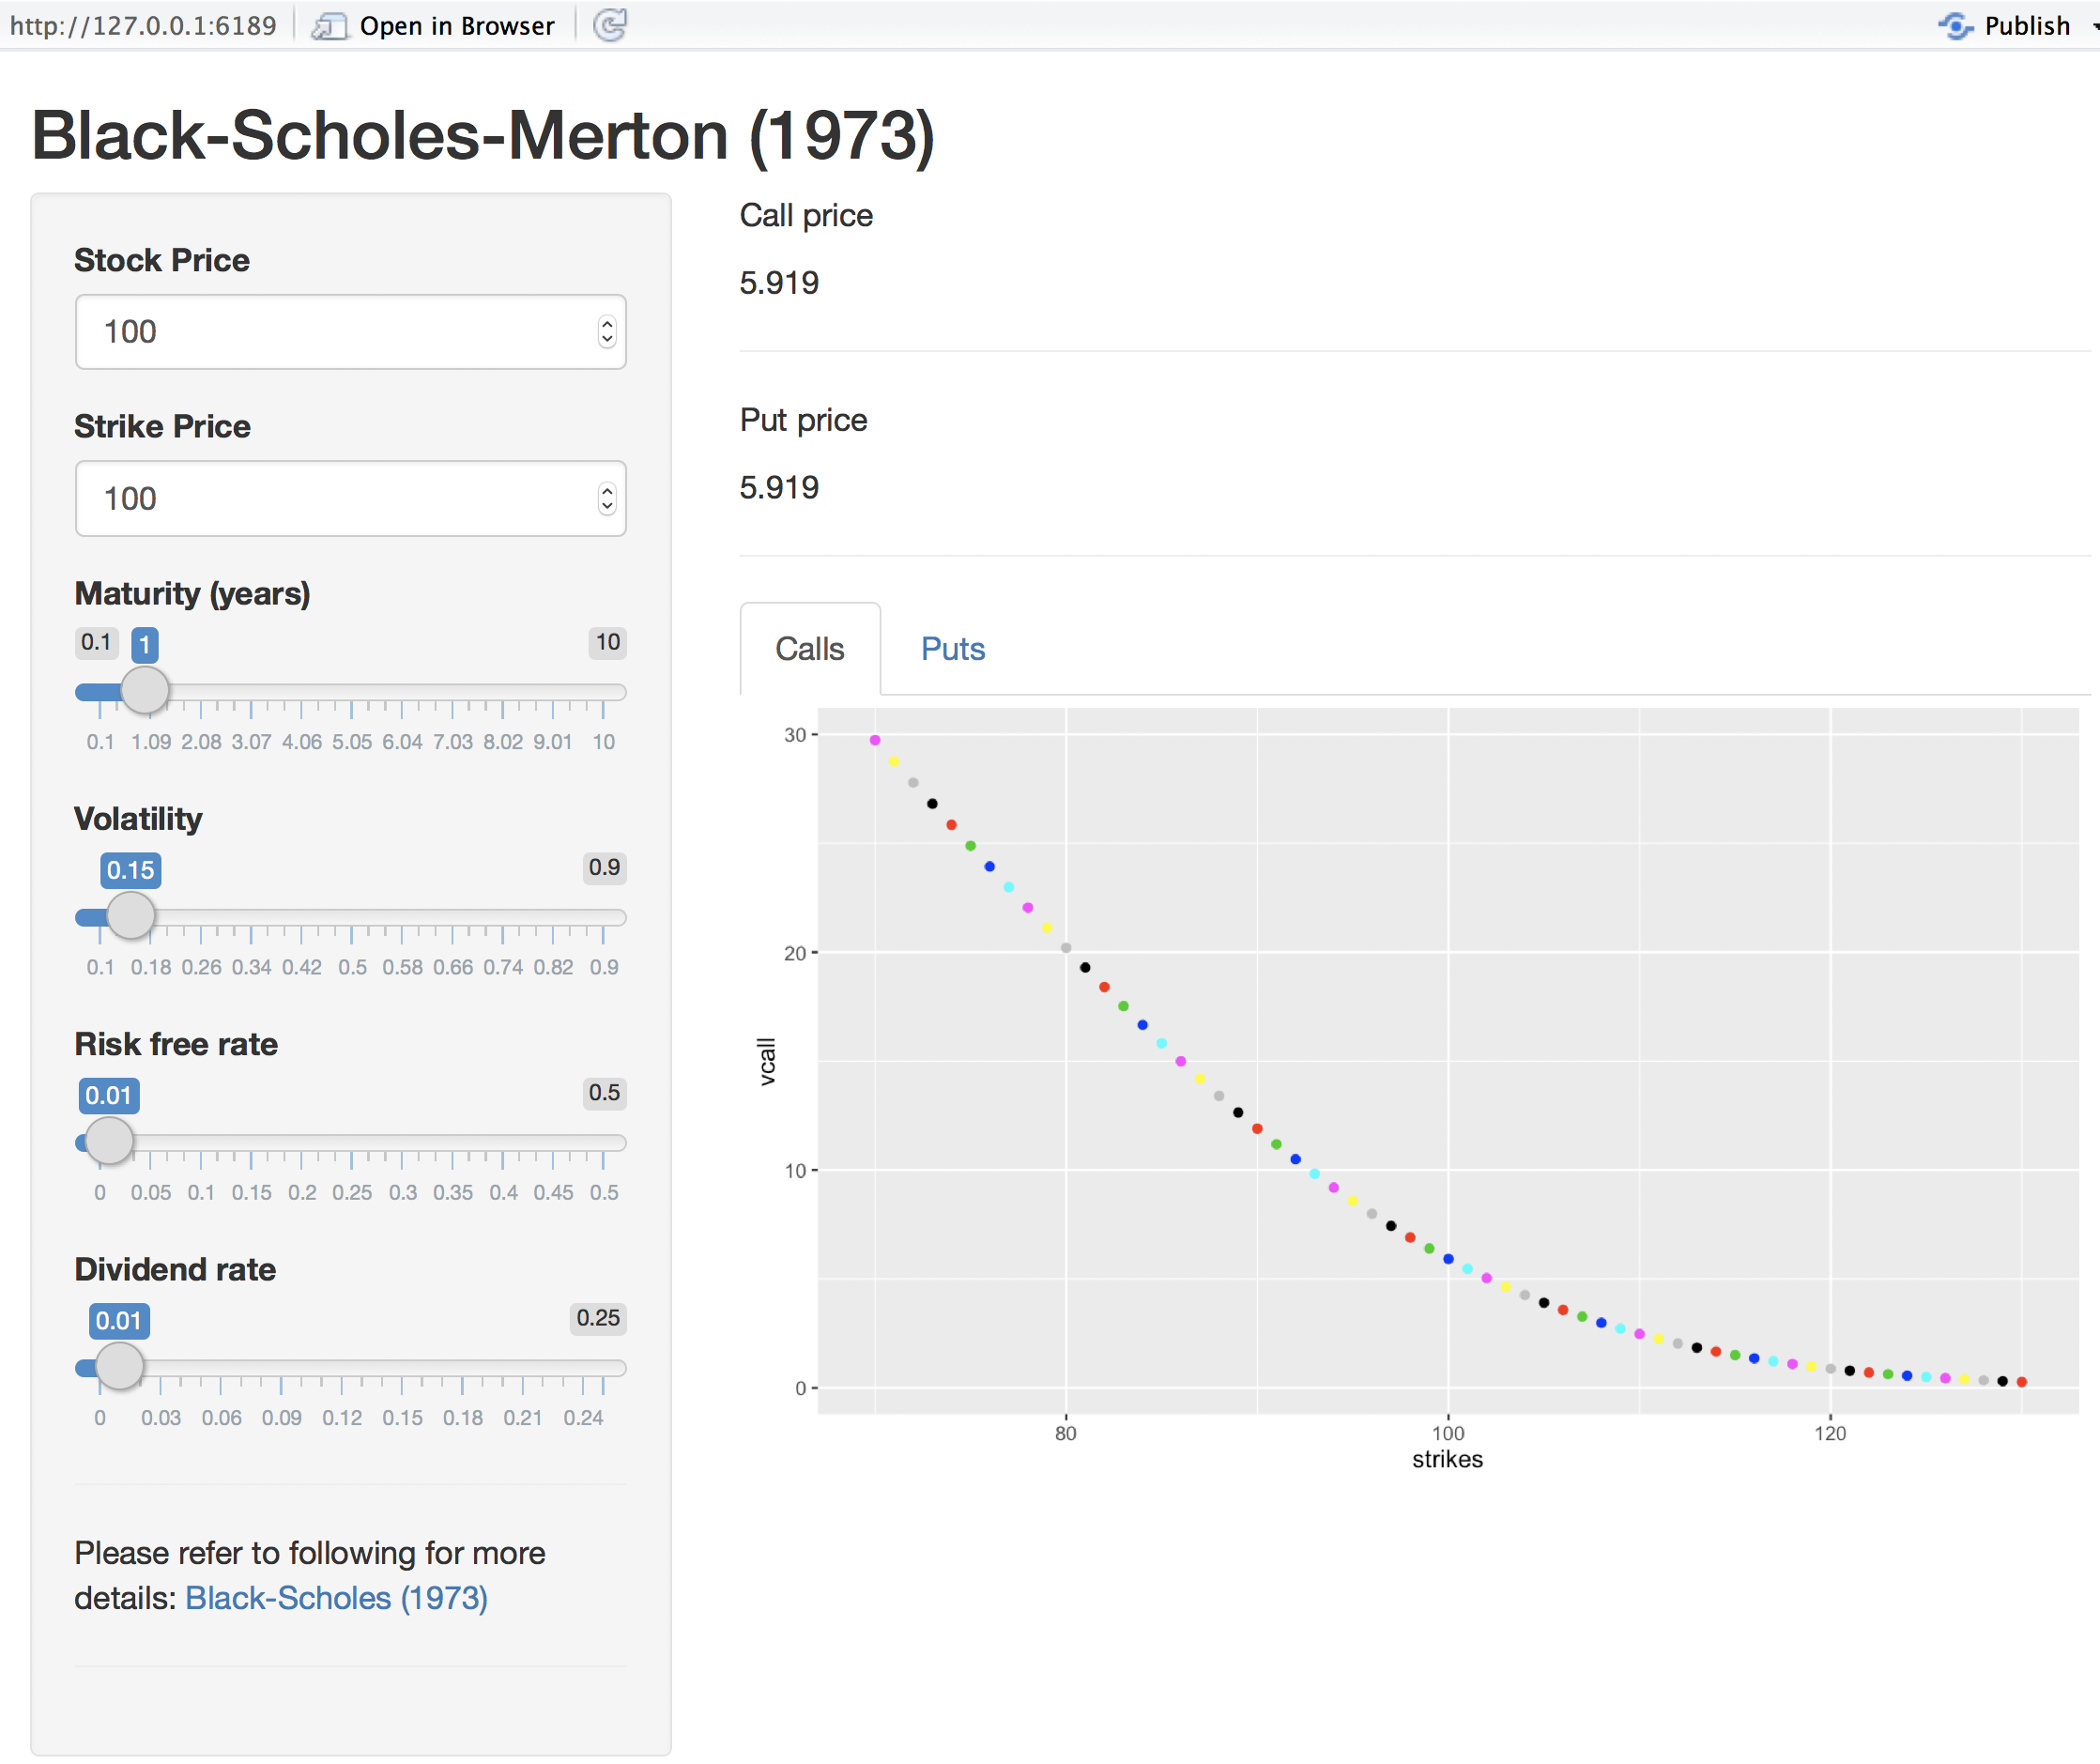 http://127.0.0.1:6189 Open in Browser Publish
Black-Scholes-Merton (1973)
Stock Price
100
Strike Price
100
Maturity (years)
0.1 1 10
0.1 1.09 2.08 3.07 4.06 5.05 6.04 7.03 8.02 9.01 10
Volatility
0.15 0.9
0.1 0.18 0.26 0.34 0.42 0.5 0.58 0.66 0.74 0.82 0.9
Risk free rate
0.01 0.5
0 0.05 0.1 0.15 0.2 0.25 0.3 0.35 0.4 0.45 0.5
Dividend rate
0.01 0.25
0 0.03 0.06 0.09 0.12 0.15 0.18 0.21 0.24
Please refer to following for more
details: Black-Scholes (1973)
Call price
5.919
Put price
5.919
Calls Puts
30
20
10
0
vcall
80 100 120
strikes